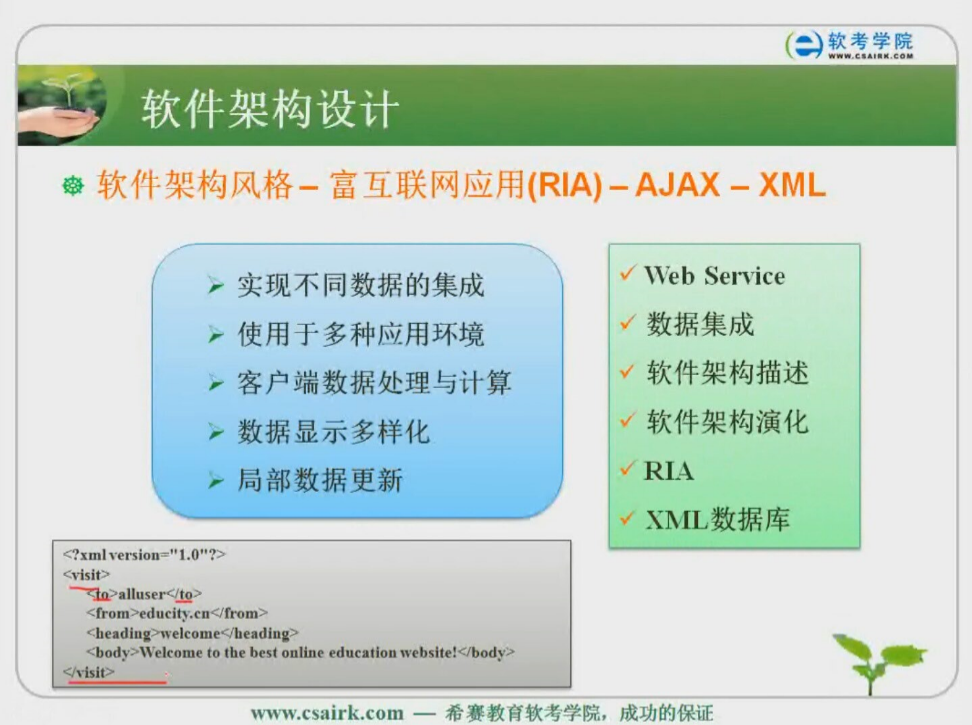 软考学院
WWW.CSAIRK.COM
软件架构设计
软件架构风格 – 富互联网应用(RIA) – AJAX – XML
实现不同数据的集成
使用于多种应用环境
客户端数据处理与计算
数据显示多样化
局部数据更新
Web Service
数据集成
软件架构描述
软件架构演化
RIA
XML数据库
<?xml version="1.0"?>
<visit>
<to>alluser</to>
<from>educity.cn</from>
<heading>welcome</heading>
<body>Welcome to the best online education website!</body>
</visit>
www.csairk.com — 希赛教育软考学院，成功的保证